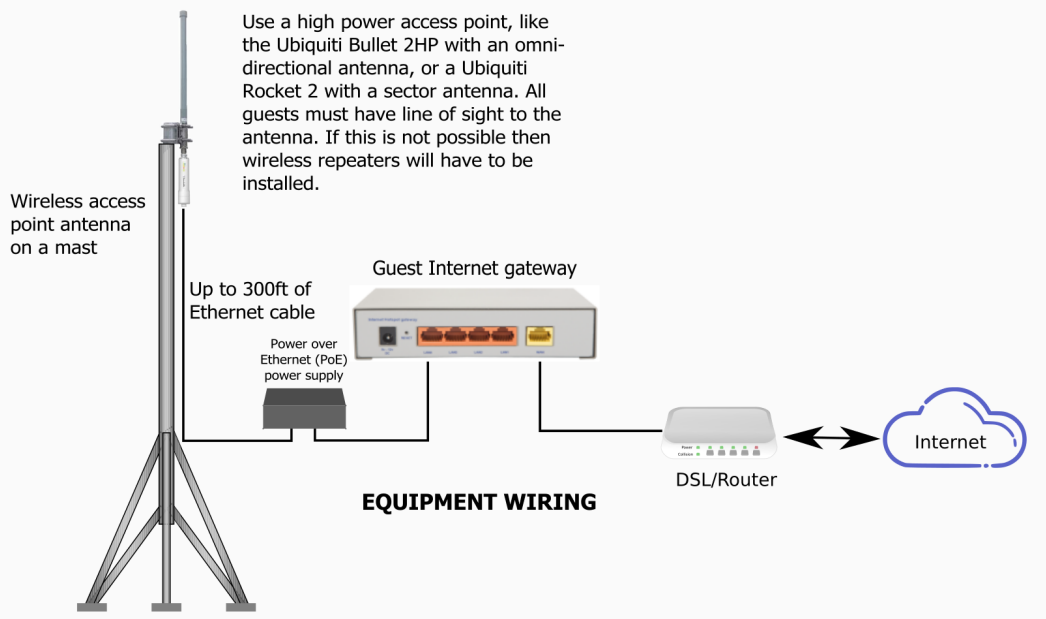 Use a high power access point, like
the Ubiquiti Bullet 2HP with an omni-
directional antenna, or a Ubiquiti
Rocket 2 with a sector antenna. All
guests must have line of sight to the
antenna. If this is not possible then
wireless repeaters will have to be
installed.
Wireless access
point antenna
on a mast
Up to 300ft of
Ethernet cable
Guest Internet gateway
Power over
Ethernet (PoE)
power supply
Power
Collision
DSL/Router
Internet
EQUIPMENT WIRING